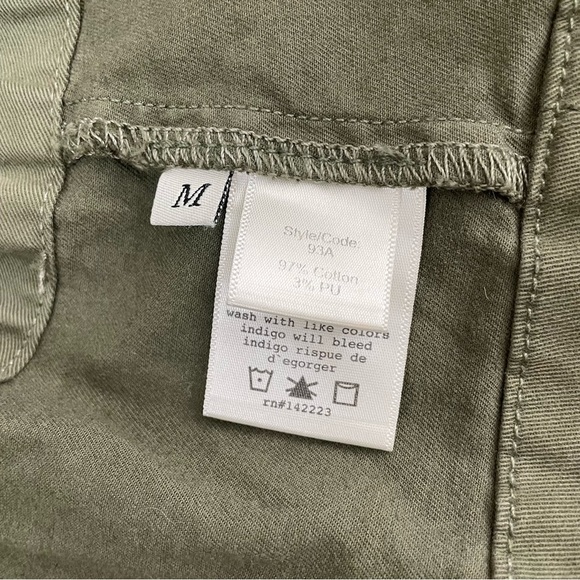 M
Style/Code:
93A
97% Cotton
3% PU
wash with like colors
indigo will bleed
indigo rispue de
d`egorger
rn#142223